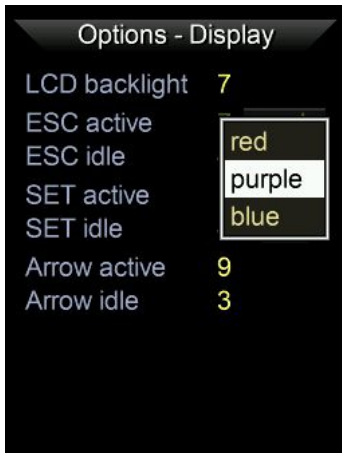 Options - Display
LCD backlight 7
ESC active
red
ESC idle
purple
SET active
blue
SET idle
Arrow active 9
Arrow idle 3